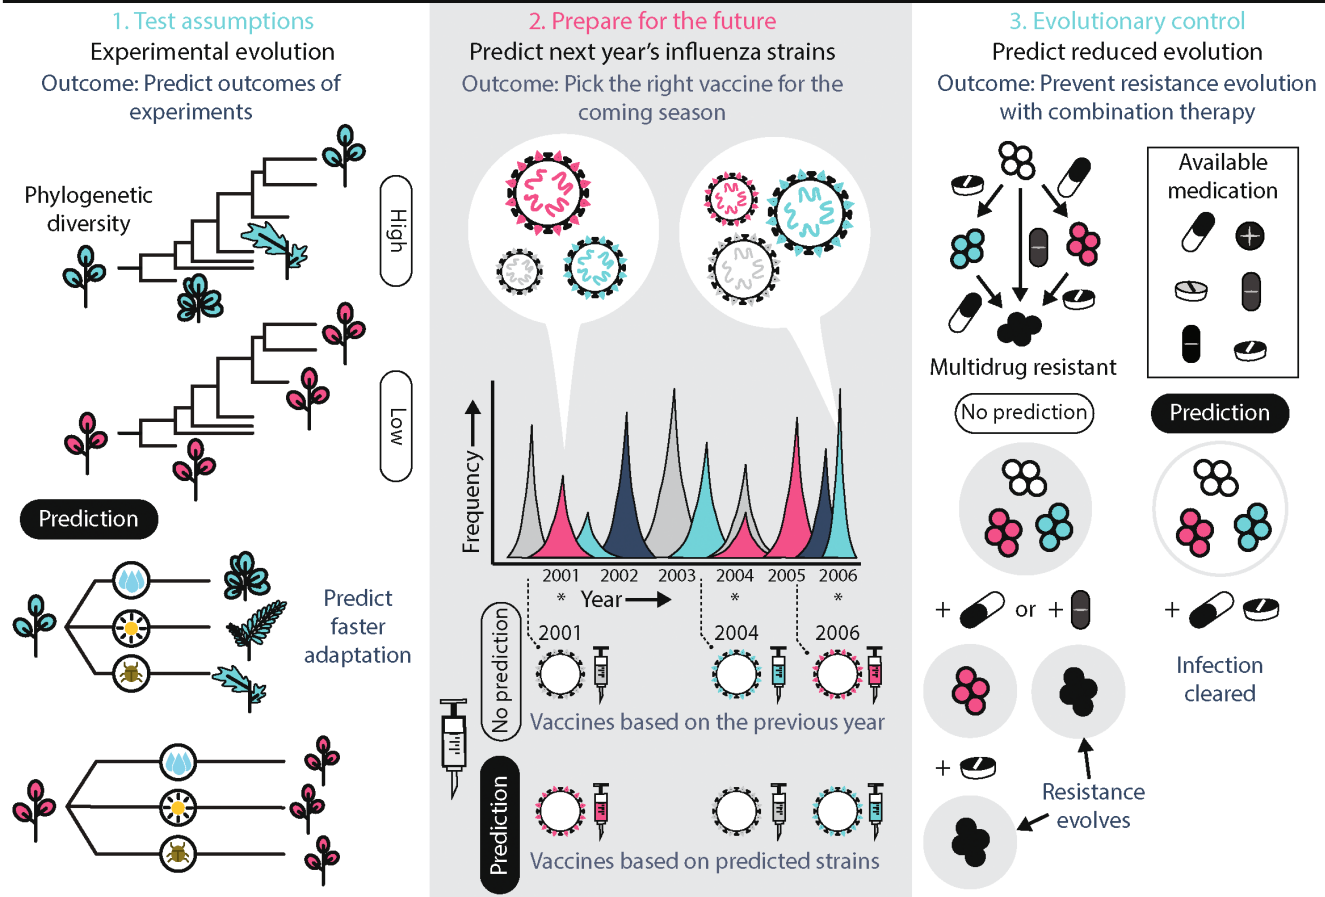 1. Test assumptions
Experimental evolution
Outcome: Predict outcomes of
experiments
Phylogenetic
diversity
High
Low
Prediction
Predict
faster
adaptation
2. Prepare for the future
Predict next year's influenza strains
Outcome: Pick the right vaccine for the
coming season
Frequency
2001 2002 2003 2004 2005 2006
* Year * *
No prediction
2001 2004 2006
Vaccines based on the previous year
Prediction
Vaccines based on predicted strains
3. Evolutionary control
Predict reduced evolution
Outcome: Prevent resistance evolution
with combination therapy
Available
medication
Multidrug resistant
No prediction
Prediction
+ or +
+
Infection
cleared
+
Resistance
evolves